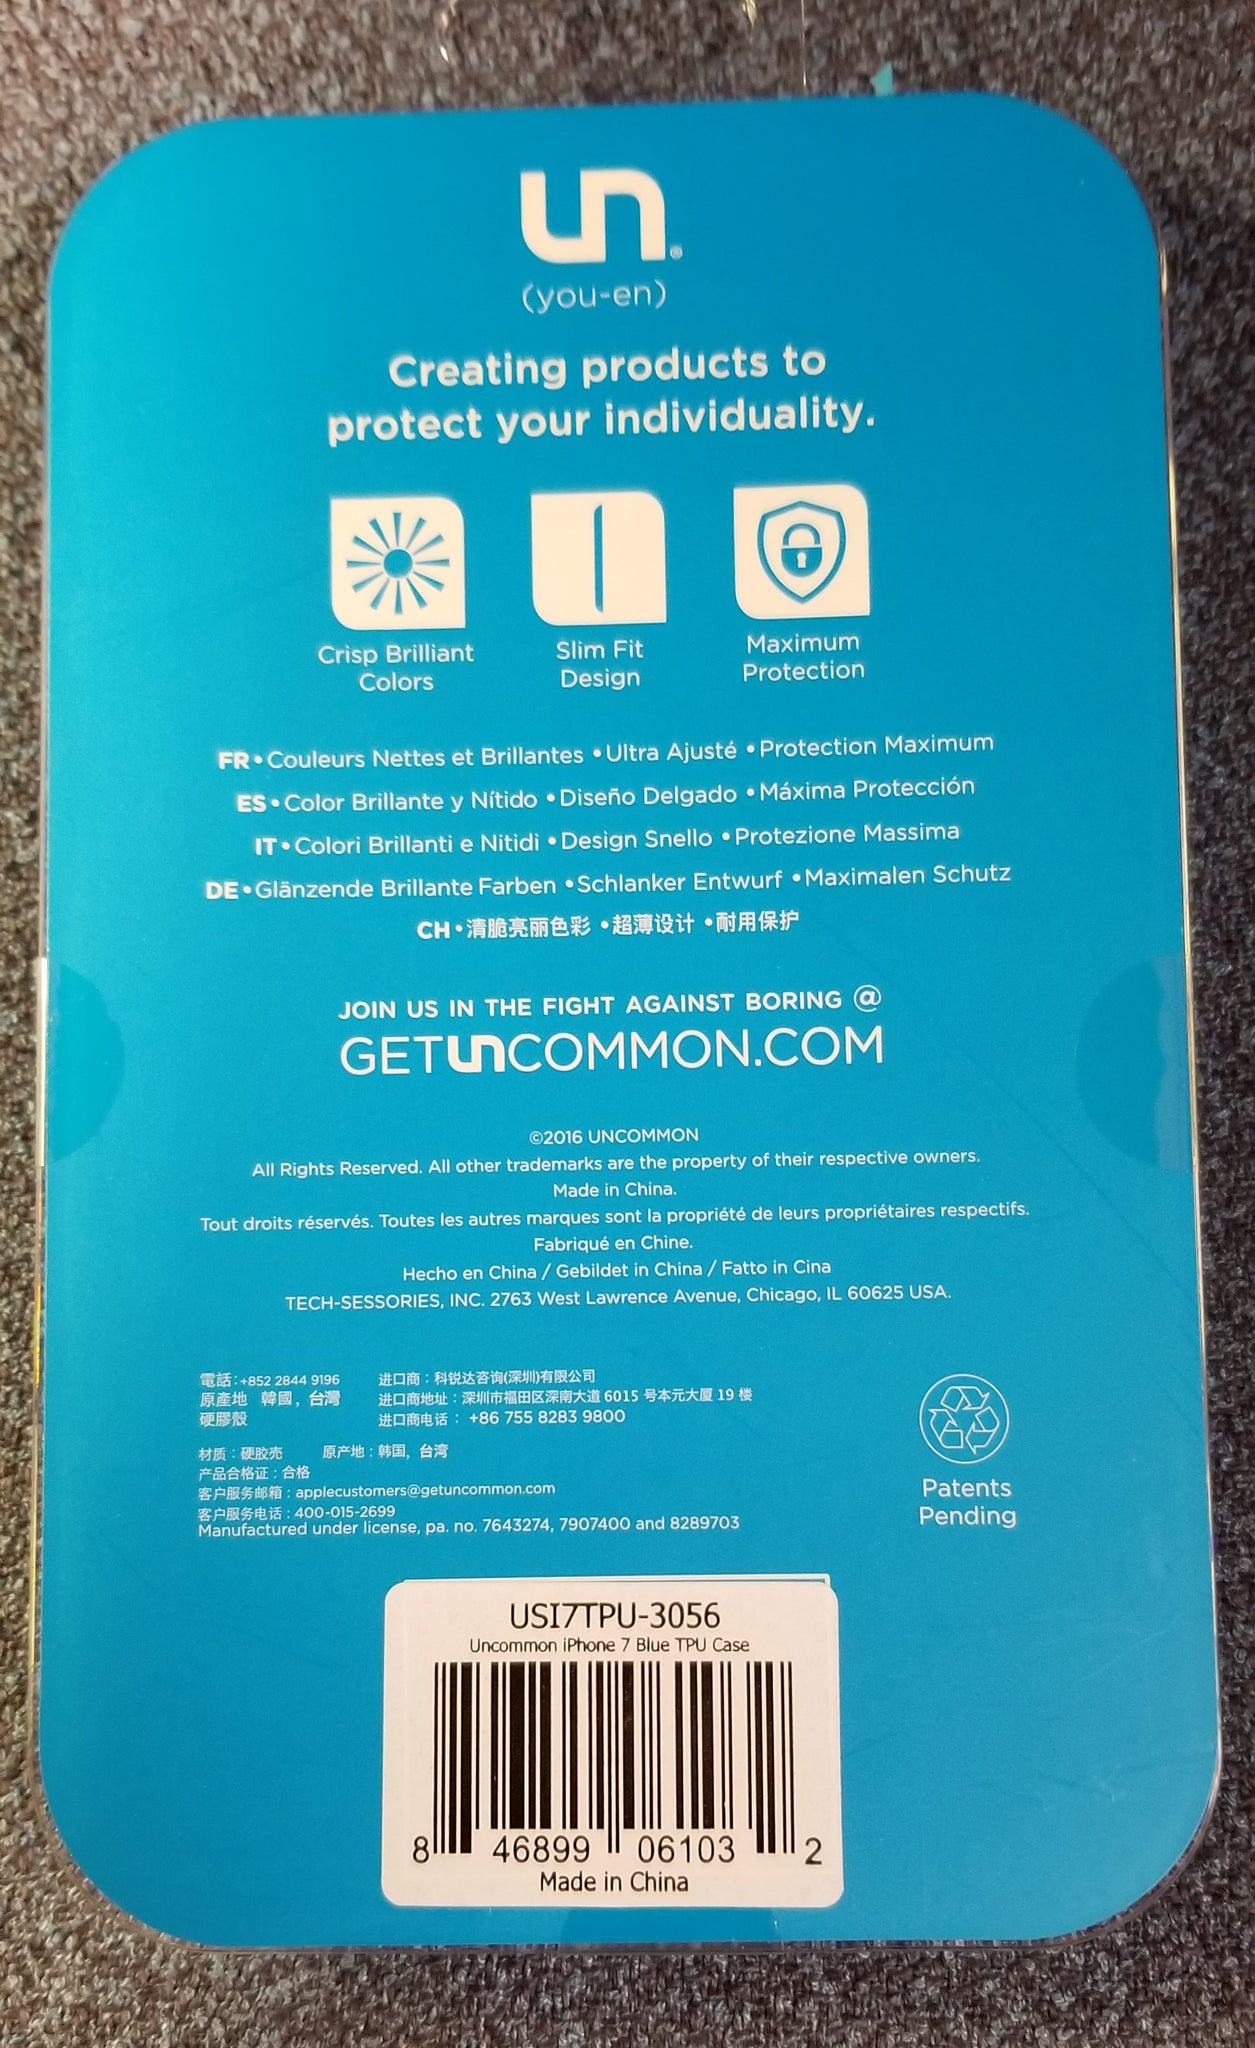 un®
(you-en)
Creating products to
protect your individuality.
Crisp Brilliant
Colors
Slim Fit
Design
Maximum
Protection
FR • Couleurs Nettes et Brillantes • Ultra Ajusté • Protection Maximum
ES • Color Brillante y Nítido • Diseño Delgado • Máxima Protección
IT • Colori Brillanti e Nitidi • Design Snello • Protezione Massima
DE • Glänzende Brillante Farben • Schlanker Entwurf • Maximalen Schutz
CH • 清脆亮丽色彩 • 超薄设计 • 耐用保护
JOIN US IN THE FIGHT AGAINST BORING @
GETunCOMMON.COM
©2016 UNCOMMON
All Rights Reserved. All other trademarks are the property of their respective owners.
Made in China.
Tout droits réservés. Toutes les autres marques sont la propriété de leurs propriétaires respectifs.
Fabriqué en Chine.
Hecho en China / Gebildet in China / Fatto in Cina
TECH-SESSORIES, INC. 2763 West Lawrence Avenue, Chicago, IL 60625 USA.
電話：+852 2844 9196
原產地 韓國，台灣
硬膠殼
进口商：科锐达咨询(深圳)有限公司
进口商地址：深圳市福田区深南大道 6015 号本元大厦 19 楼
进口商电话：+86 755 8283 9800
材质：硬胶壳 原产地：韩国，台湾
产品合格证：合格
客户服务邮箱：applecustomers@getuncommon.com
客户服务电话：400-015-2699
Manufactured under license, pa. no. 7643274, 7907400 and 8289703
Patents
Pending
USI7TPU-3056
Uncommon iPhone 7 Blue TPU Case
8 46899 06103 2
Made in China